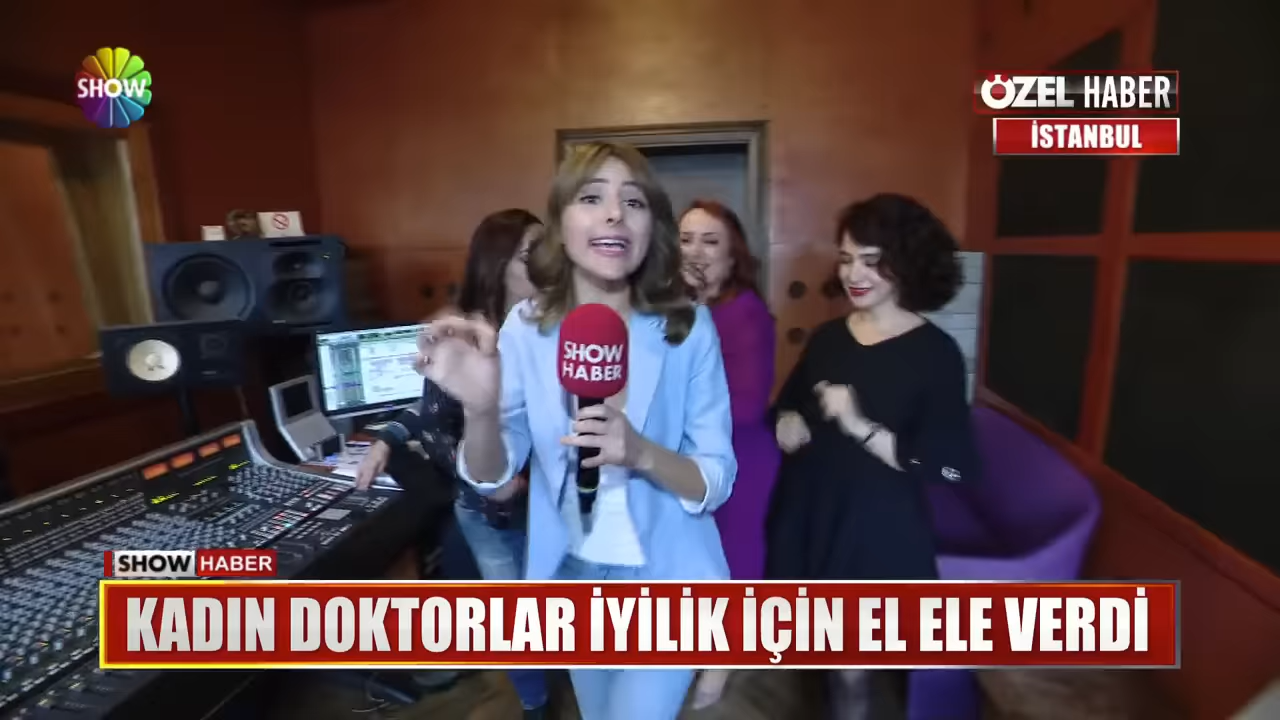 SHOW
ÖZEL HABER
İSTANBUL
SHOW
HABER
SHOW HABER
KADIN DOKTORLAR İYİLİK İÇİN EL ELE VERDİ